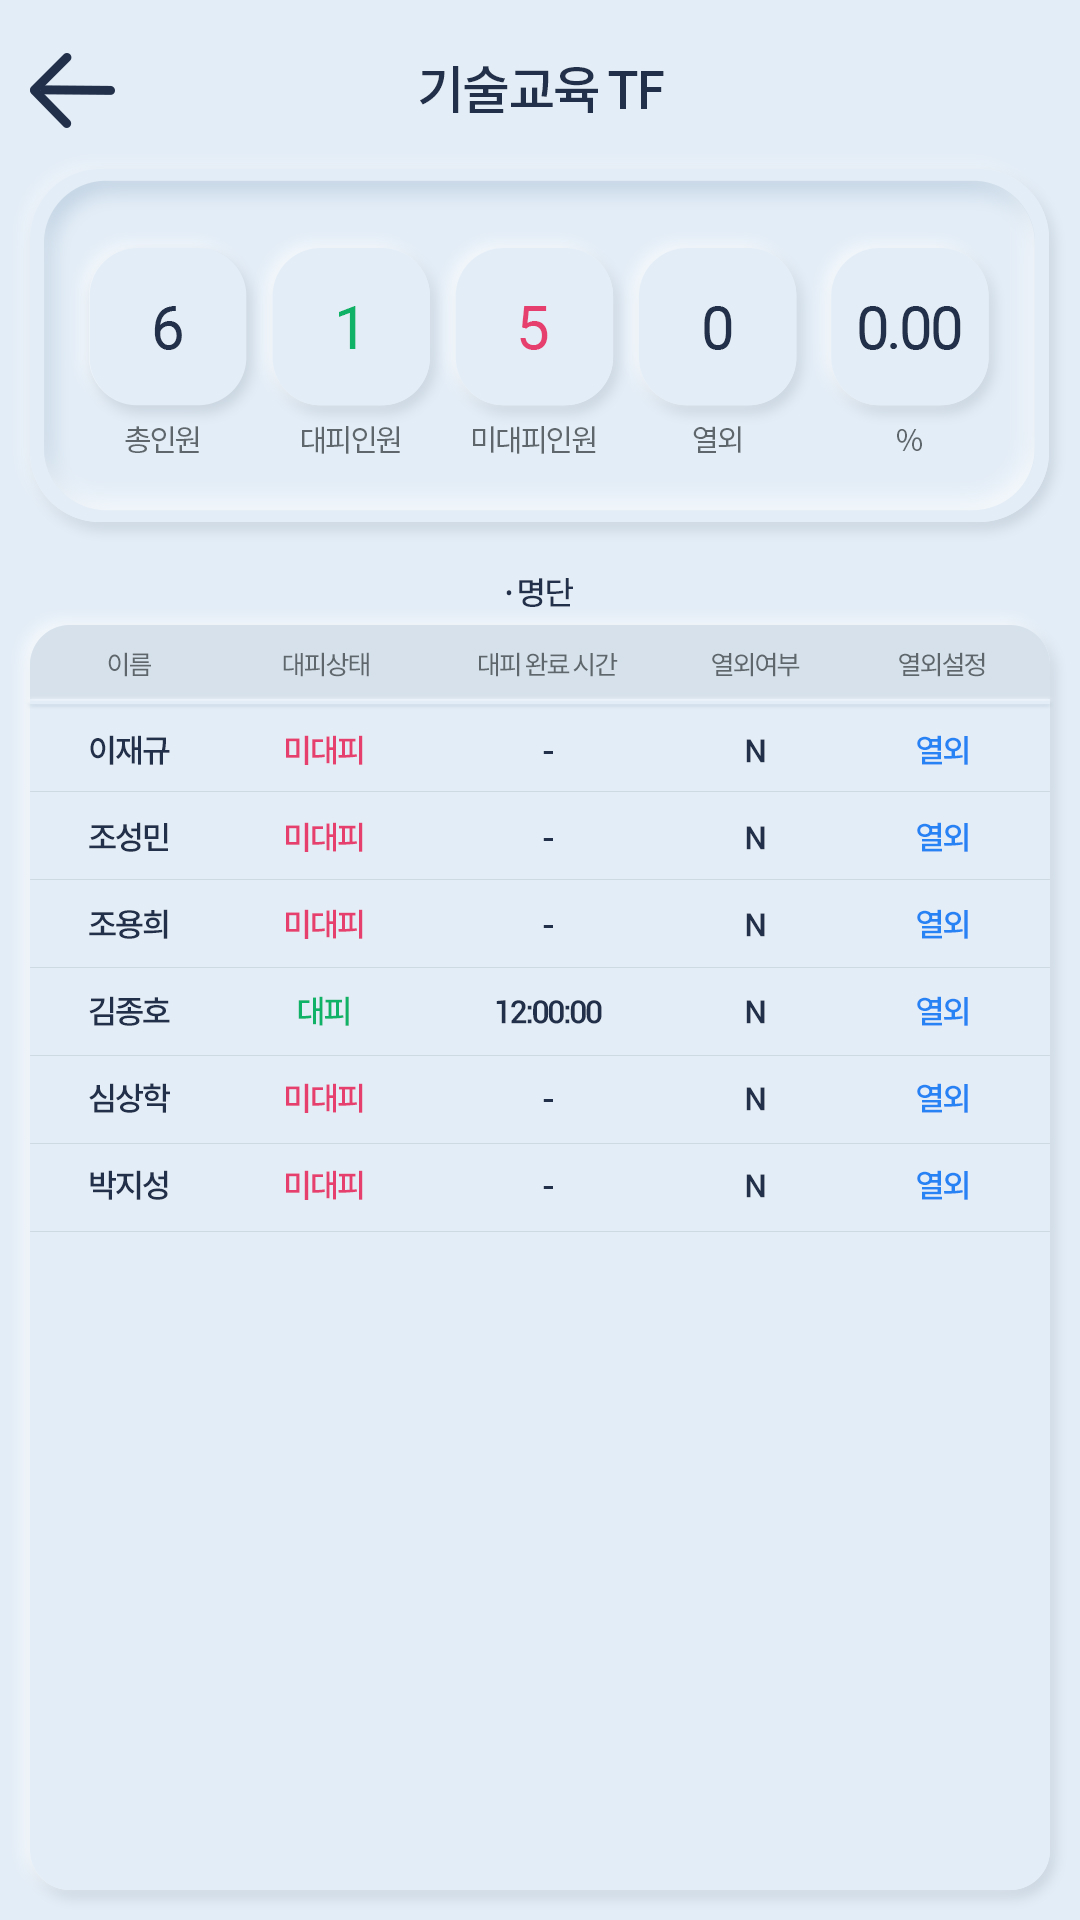 기술교육 TF
6 1 5 0 0.00
총인원 대피인원 미대피인원 열외 %
· 명단
이름 대피상태 대피 완료 시간 열외여부 열외설정
이재규 미대피 - N 열외
조성민 미대피 - N 열외
조용희 미대피 - N 열외
김종호 대피 12:00:00 N 열외
심상학 미대피 - N 열외
박지성 미대피 - N 열외